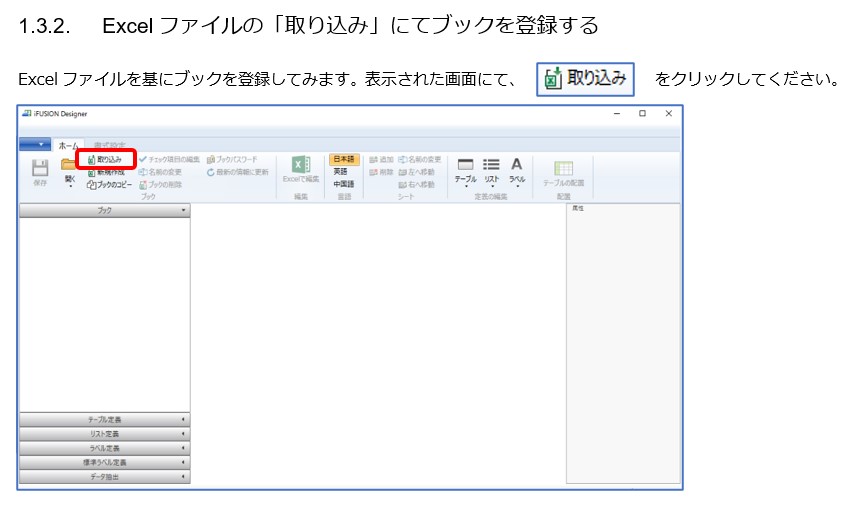 1.3.2. Excel ファイルの「取り込み」にてブックを登録する
Excel ファイルを基にブックを登録してみます。表示された画面にて、 取り込み をクリックしてください。
iFUSION Designer
ホーム 書式設定
取り込み チェック項目の編集 ブックパスワード 日本語 追加 名前の変更
新規作成 名前の変更 最新の情報に更新 英語 削除 左へ移動
保存 開く ブックのコピー ブックの削除 Excelで編集 中国語 右へ移動 テーブル リスト ラベル テーブルの配置
ブック 編集 言語 シート 定義の編集 配置
ブック 属性
テーブル定義
リスト定義
ラベル定義
標準ラベル定義
データ抽出